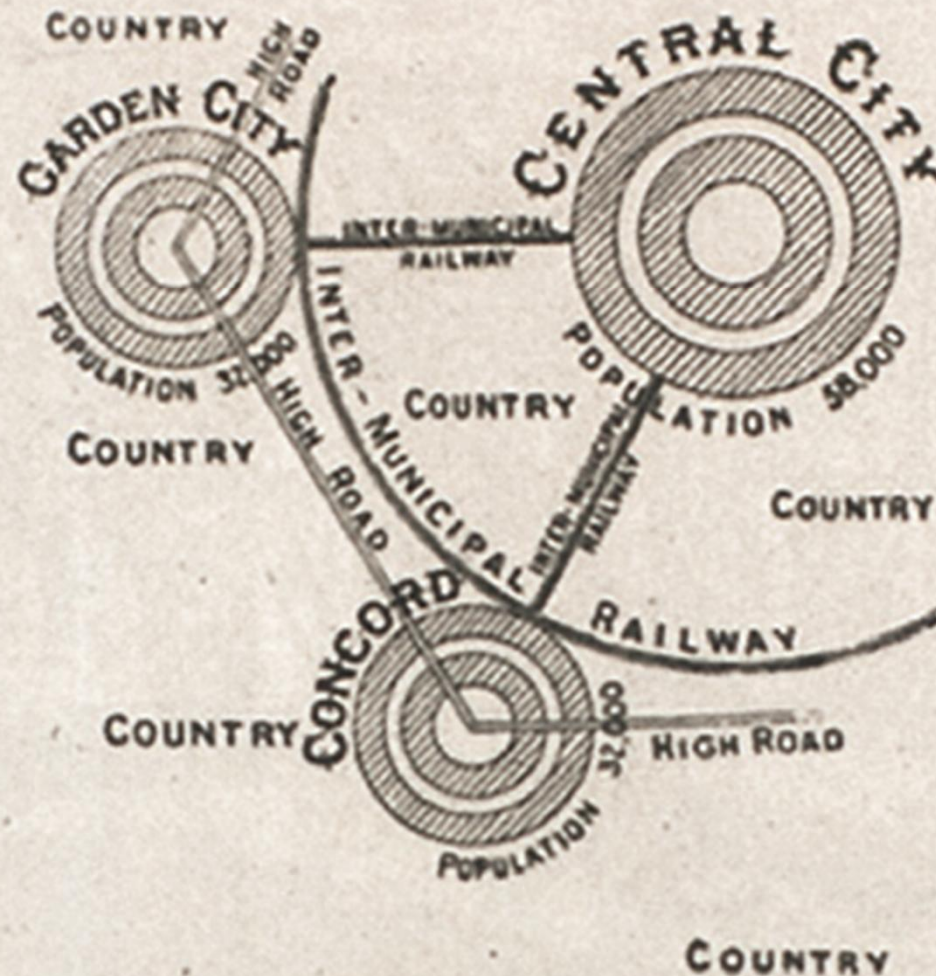 COUNTRY
HIGH
ROAD
GARDEN CITY
CENTRAL CITY
INTER-MUNICIPAL
RAILWAY
POPULATION 32,000
POPULATION 58,000
INTER-MUNICIPAL RAILWAY
COUNTRY
COUNTRY
HIGH ROAD
INTER-MUNICIPAL
RAILWAY
COUNTRY
CONCORD
COUNTRY
32,000
HIGH ROAD
POPULATION
COUNTRY